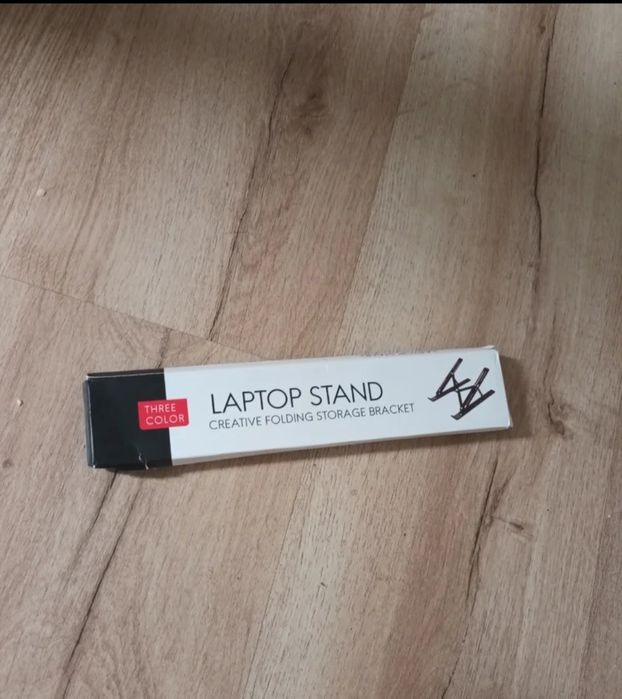 THREE
COLOR
LAPTOP STAND
CREATIVE FOLDING STORAGE BRACKET